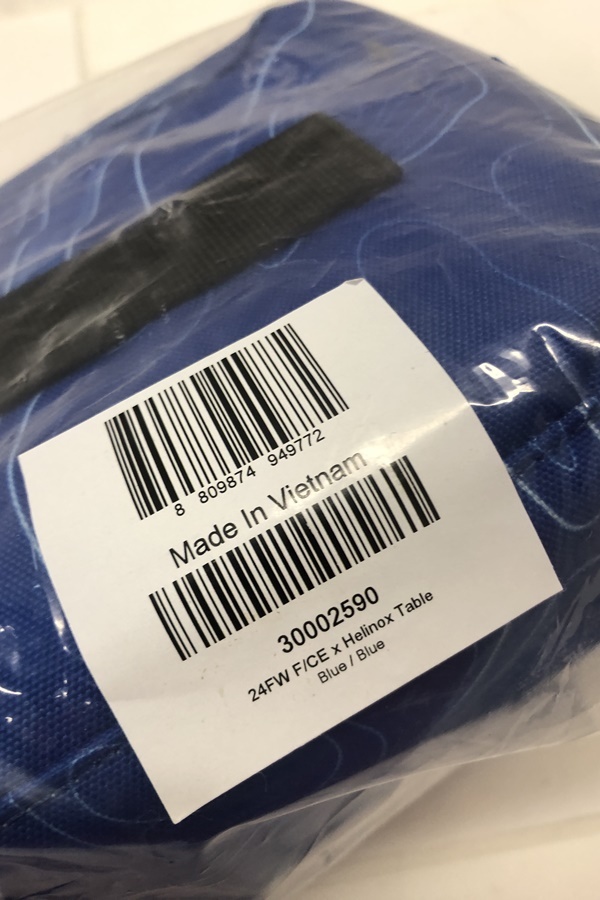 8 809874 949772
Made In Vietnam
30002590
24FW F/CE x Helinox Table
Blue / Blue